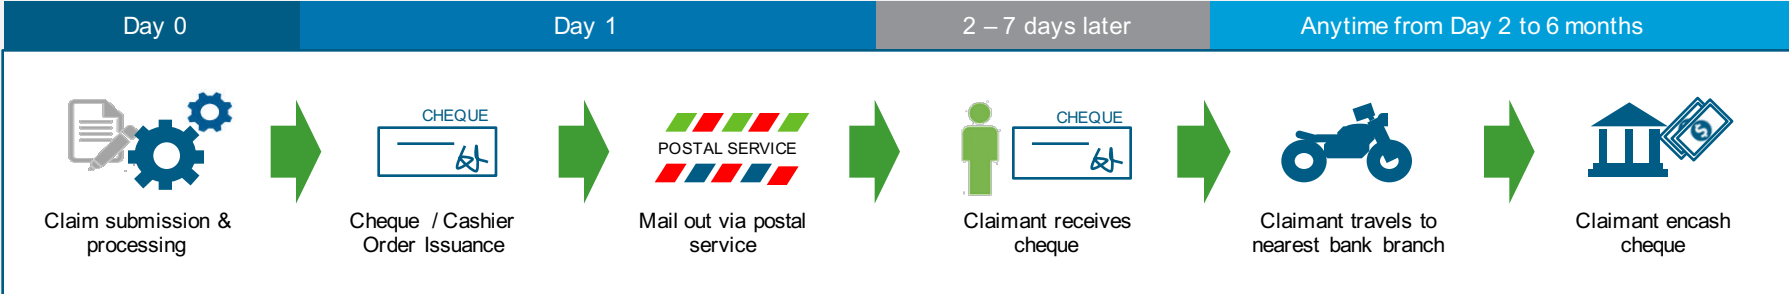 Day 0
Day 1
2 – 7 days later
Anytime from Day 2 to 6 months
CHEQUE
POSTAL SERVICE
CHEQUE
Claim submission &
processing
Cheque / Cashier
Order Issuance
Mail out via postal
service
Claimant receives
cheque
Claimant travels to
nearest bank branch
Claimant encash
cheque